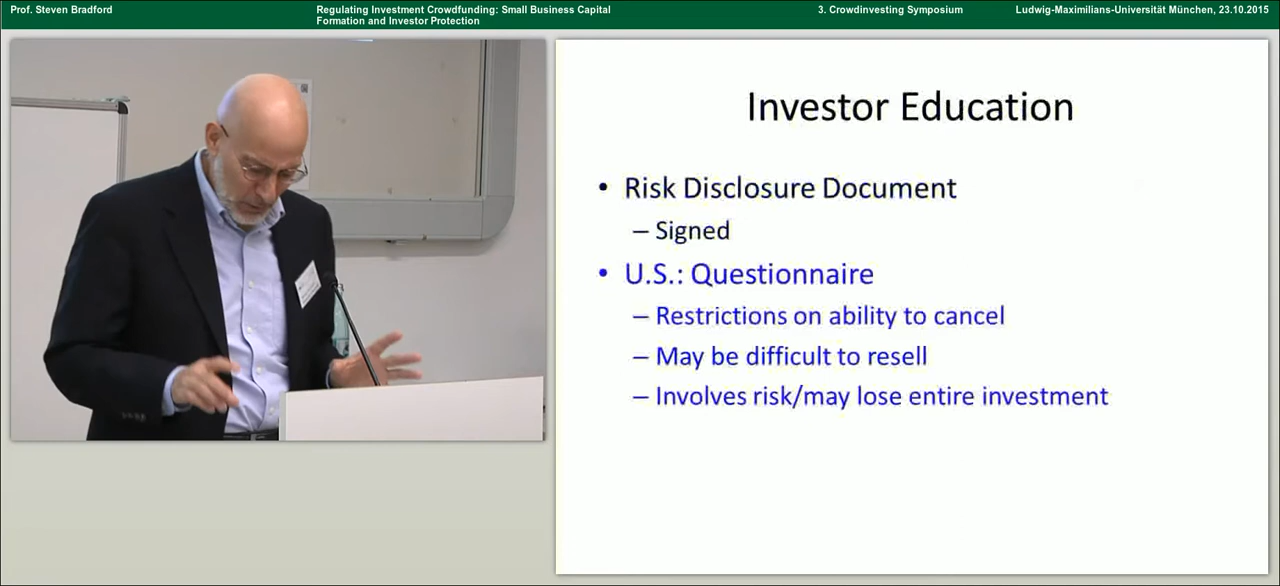 Prof. Steven Bradford
Regulating Investment Crowdfunding: Small Business Capital
Formation and Investor Protection
3. Crowdinvesting Symposium
Ludwig-Maximilians-Universität München, 23.10.2015
Investor Education
• Risk Disclosure Document
– Signed
• U.S.: Questionnaire
– Restrictions on ability to cancel
– May be difficult to resell
– Involves risk/may lose entire investment